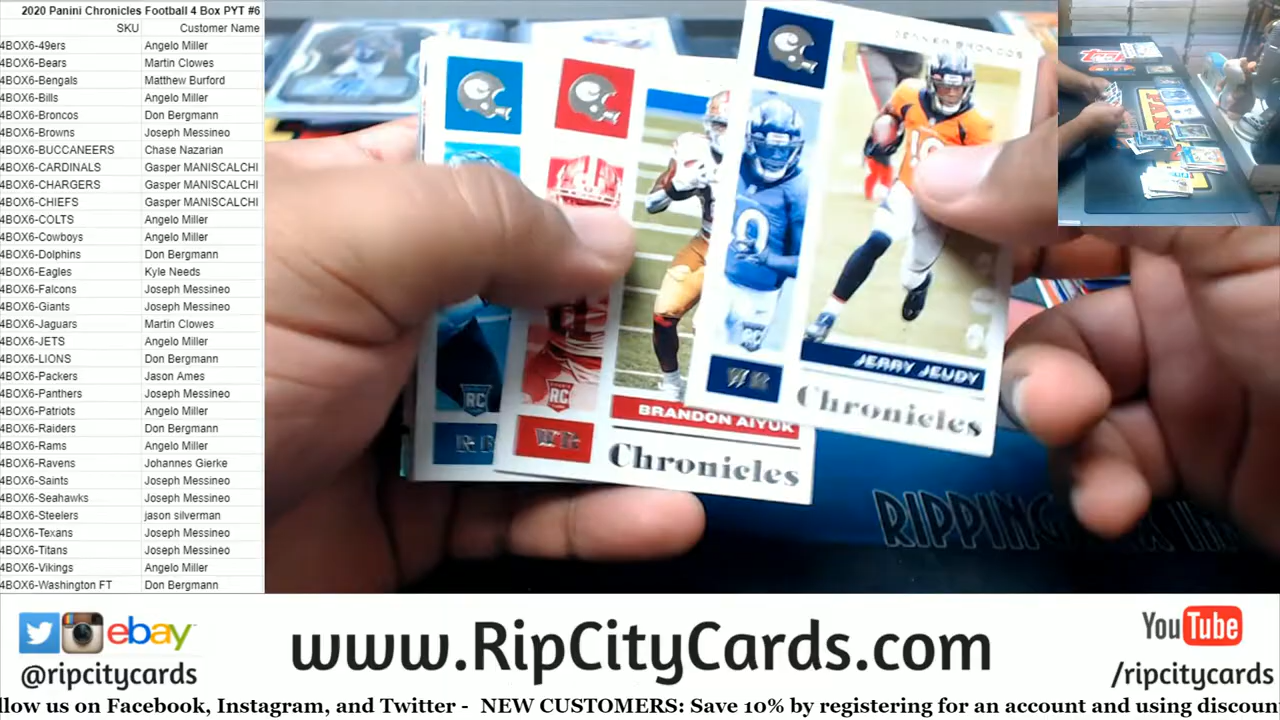 2020 Panini Chronicles Football 4 Box PYT #6
SKU Customer Name
4BOX6-49ers Angelo Miller
4BOX6-Bears Martin Clowes
4BOX6-Bengals Matthew Burford
4BOX6-Bills Angelo Miller
4BOX6-Broncos Don Bergmann
4BOX6-Browns Joseph Messineo
4BOX6-BUCCANEERS Chase Nazarian
4BOX6-CARDINALS Gasper MANISCALCHI
4BOX6-CHARGERS Gasper MANISCALCHI
4BOX6-CHIEFS Gasper MANISCALCHI
4BOX6-COLTS Angelo Miller
4BOX6-Cowboys Angelo Miller
4BOX6-Dolphins Don Bergmann
4BOX6-Eagles Kyle Needs
4BOX6-Falcons Joseph Messineo
4BOX6-Giants Joseph Messineo
4BOX6-Jaguars Martin Clowes
4BOX6-JETS Angelo Miller
4BOX6-LIONS Don Bergmann
4BOX6-Packers Jason Ames
4BOX6-Panthers Joseph Messineo
4BOX6-Patriots Angelo Miller
4BOX6-Raiders Don Bergmann
4BOX6-Rams Angelo Miller
4BOX6-Ravens Johannes Gierke
4BOX6-Saints Joseph Messineo
4BOX6-Seahawks Joseph Messineo
4BOX6-Steelers jason silverman
4BOX6-Texans Joseph Messineo
4BOX6-Titans Joseph Messineo
4BOX6-Vikings Angelo Miller
4BOX6-Washington FT Don Bergmann
DENVER BRONCOS
10
RC
WR
JERRY JEUDY
Chronicles
RC
WR
BRANDON AIYUK
Chronicles
RC
RB
RIPPING
ebay
@ripcitycards
www.RipCityCards.com
YouTube
/ripcitycards
llow us on Facebook, Instagram, and Twitter - NEW CUSTOMERS: Save 10% by registering for an account and using discoun